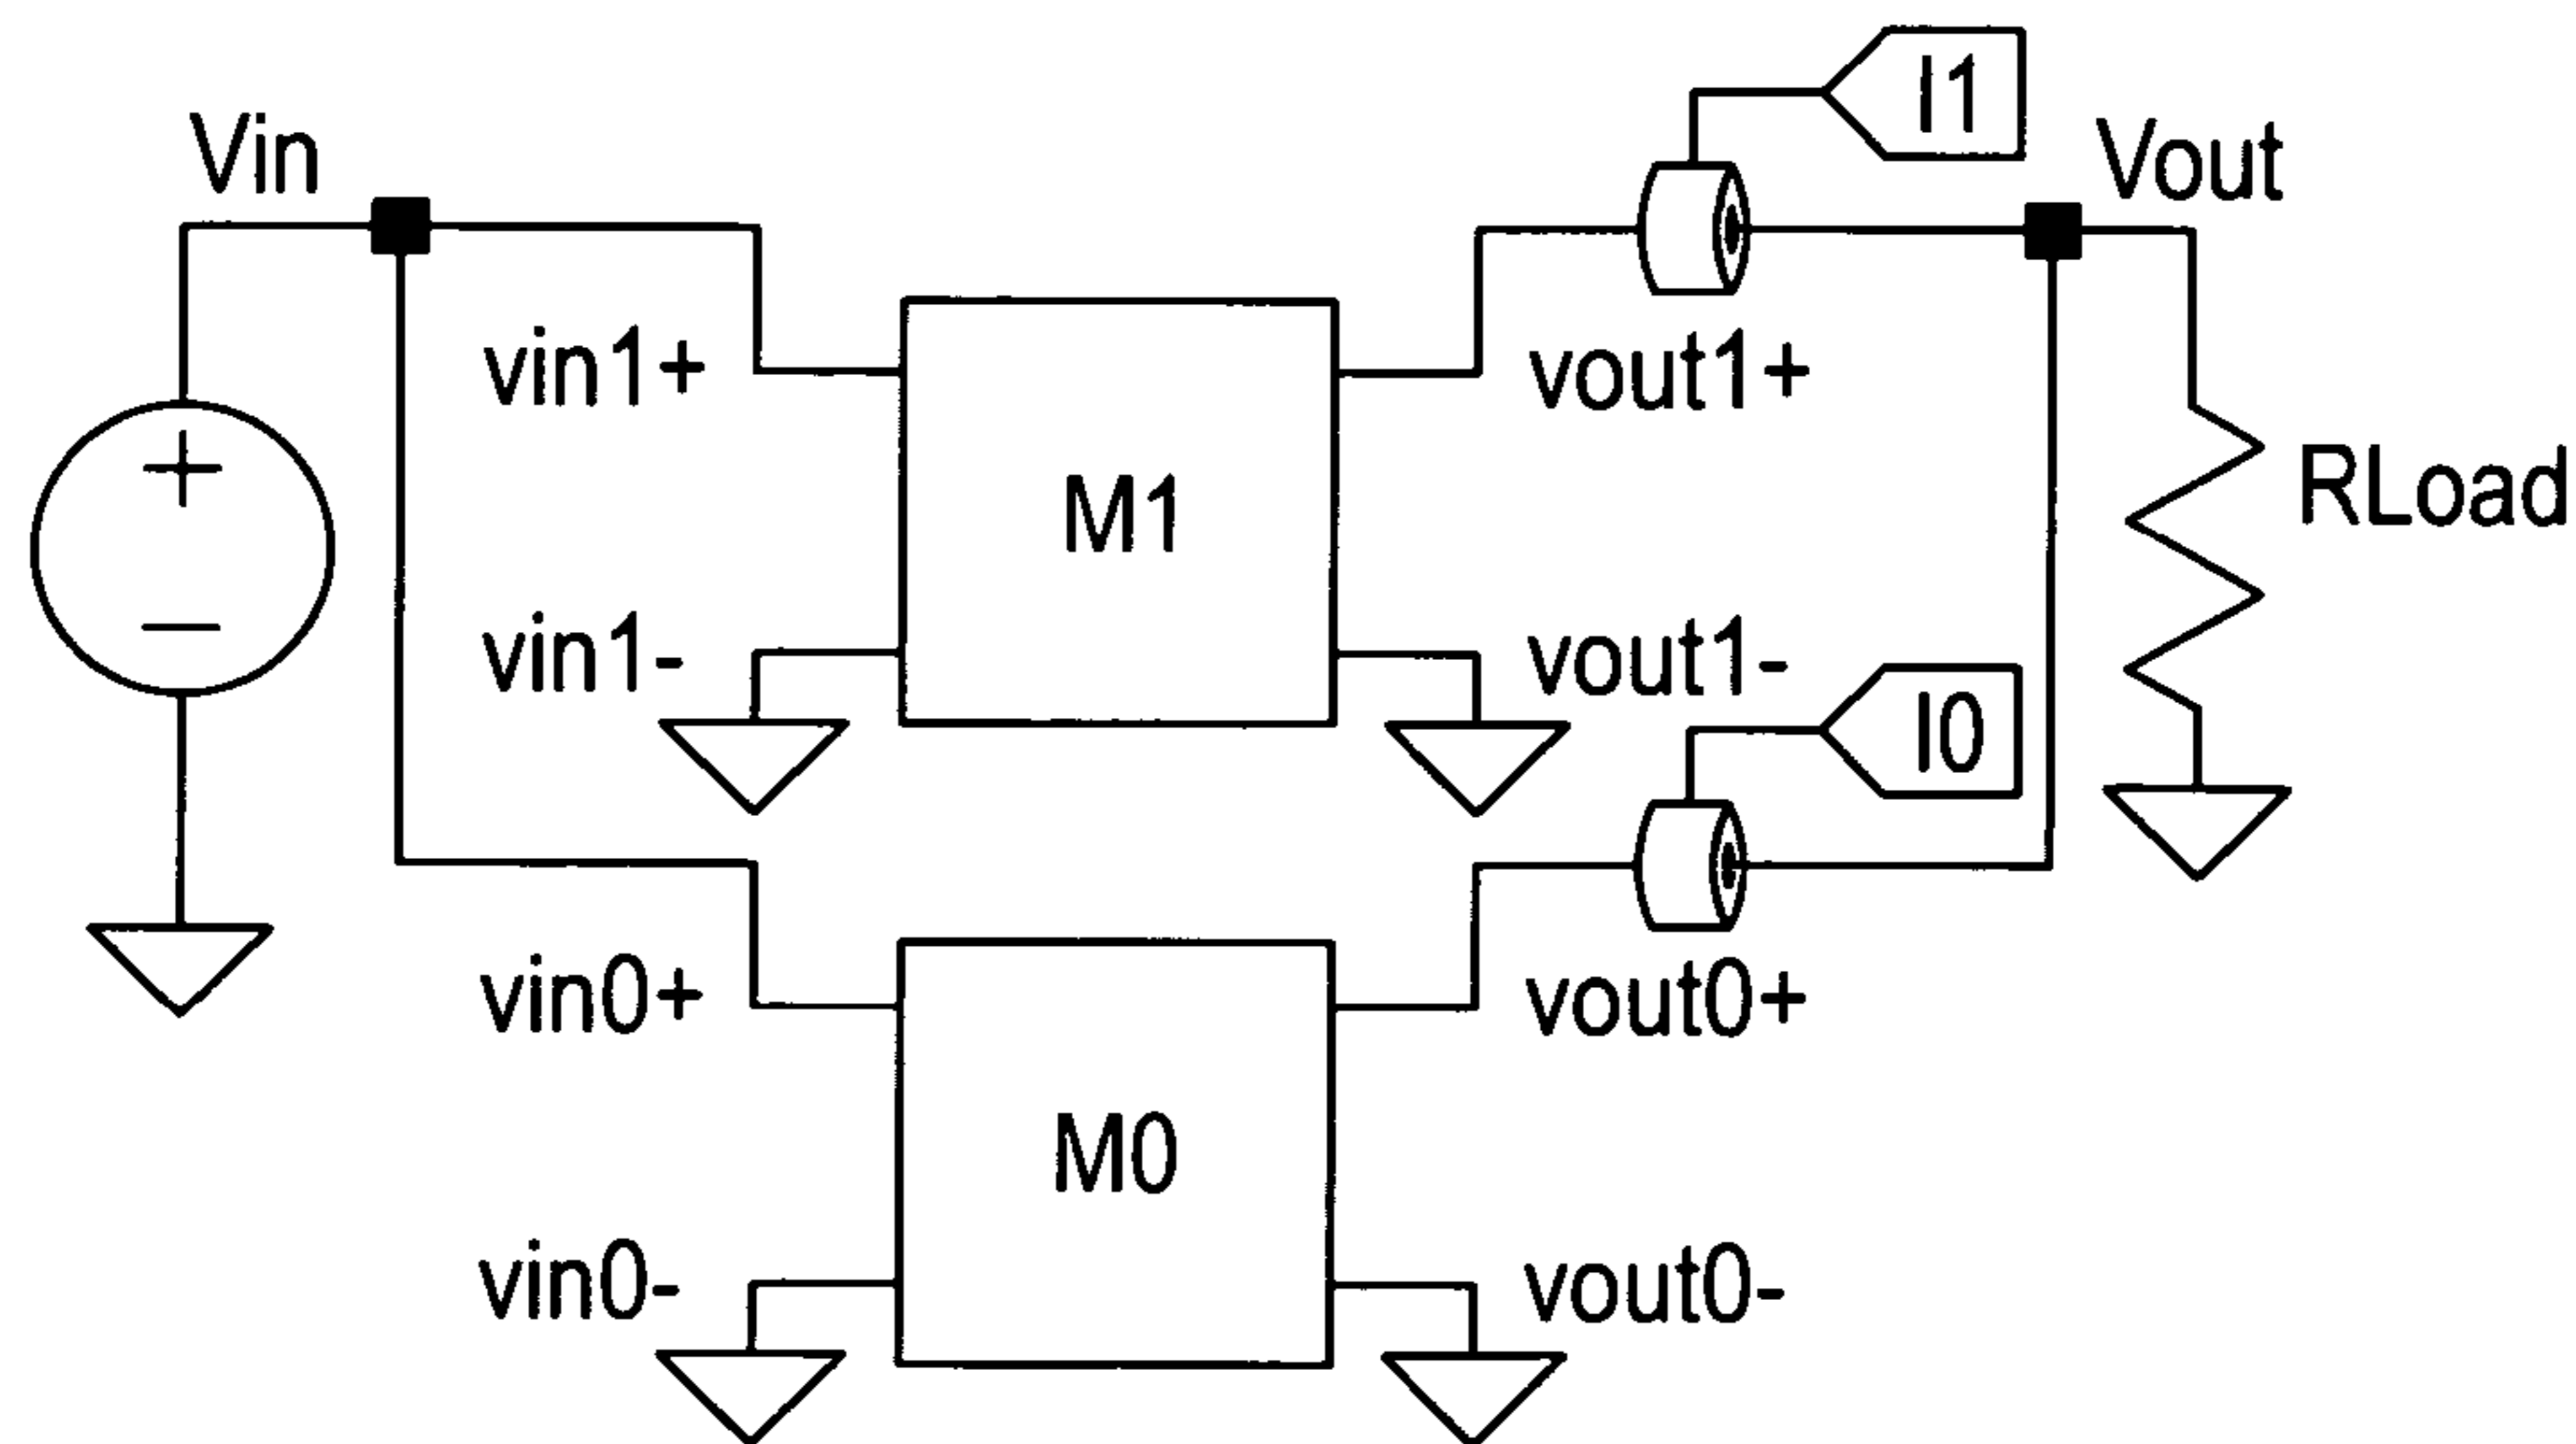 I1
Vin
Vout
vin1+
vout1+
M1
RLoad
vin1-
vout1-
I0
vin0+
vout0+
M0
vin0-
vout0-